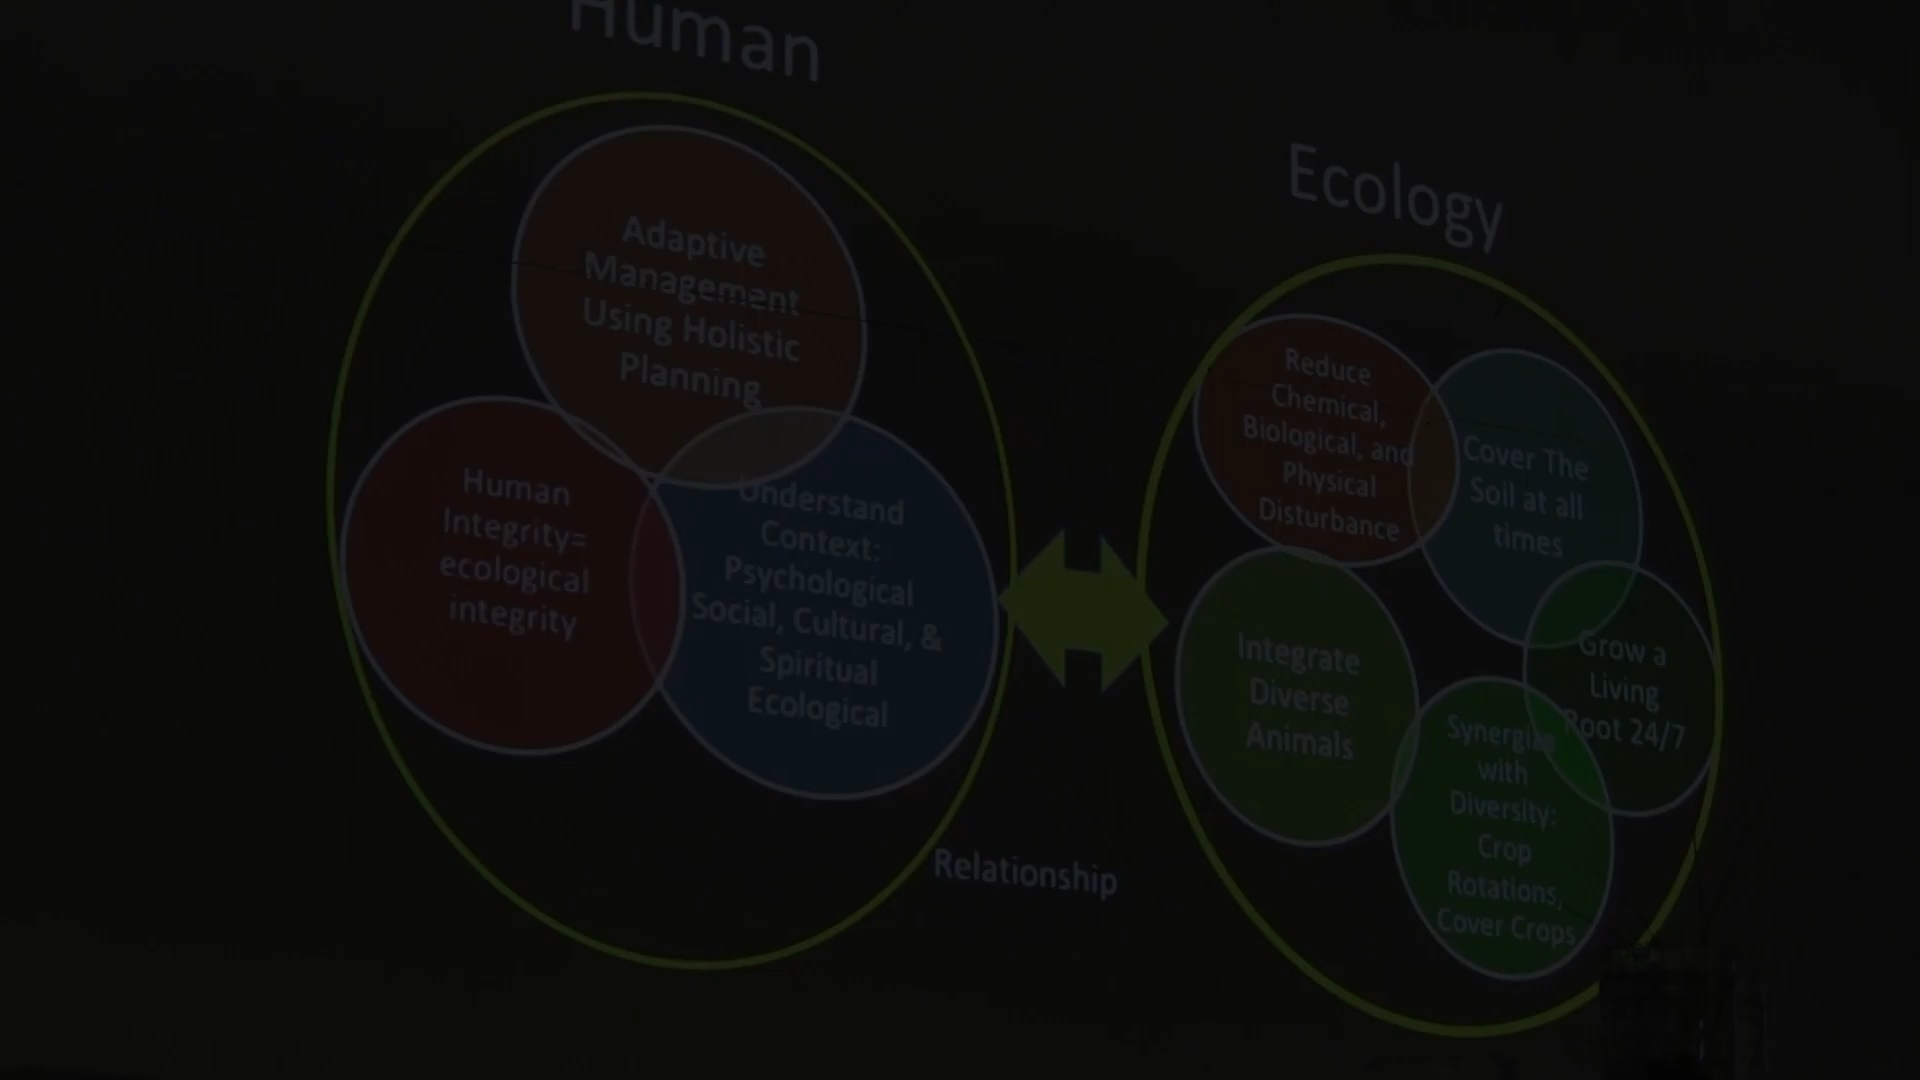 Human
Adaptive
Management
Using Holistic
Planning
Human
Integrity=
ecological
integrity
Understand
Context:
Psychological
Social, Cultural, &
Spiritual
Ecological
Relationship
Ecology
Reduce
Chemical,
Biological, and
Physical
Disturbance
Cover The
Soil at all
times
Grow a
Living
Root 24/7
Integrate
Diverse
Animals
Synergize
with
Diversity:
Crop
Rotations,
Cover Crops